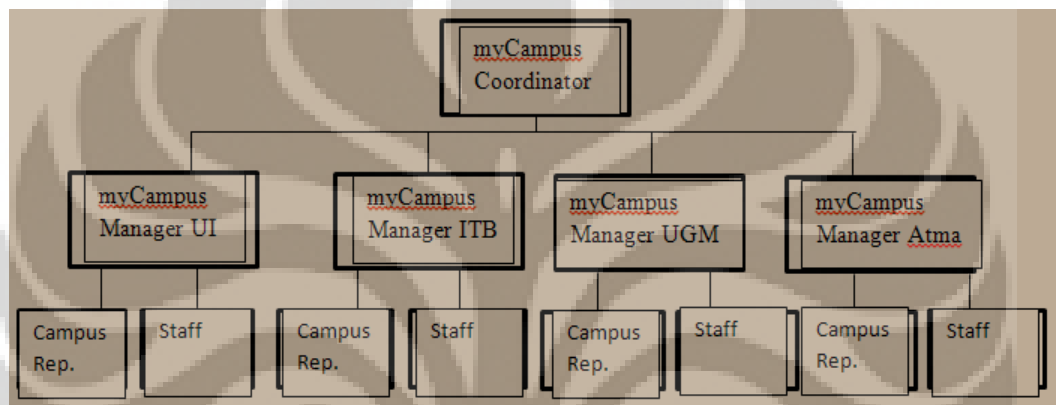 myCampus
Coordinator
myCampus
Manager UI
myCampus
Manager ITB
myCampus
Manager UGM
myCampus
Manager Atma
Campus
Rep.
Staff
Campus
Rep.
Staff
Campus
Rep.
Staff
Campus
Rep.
Staff